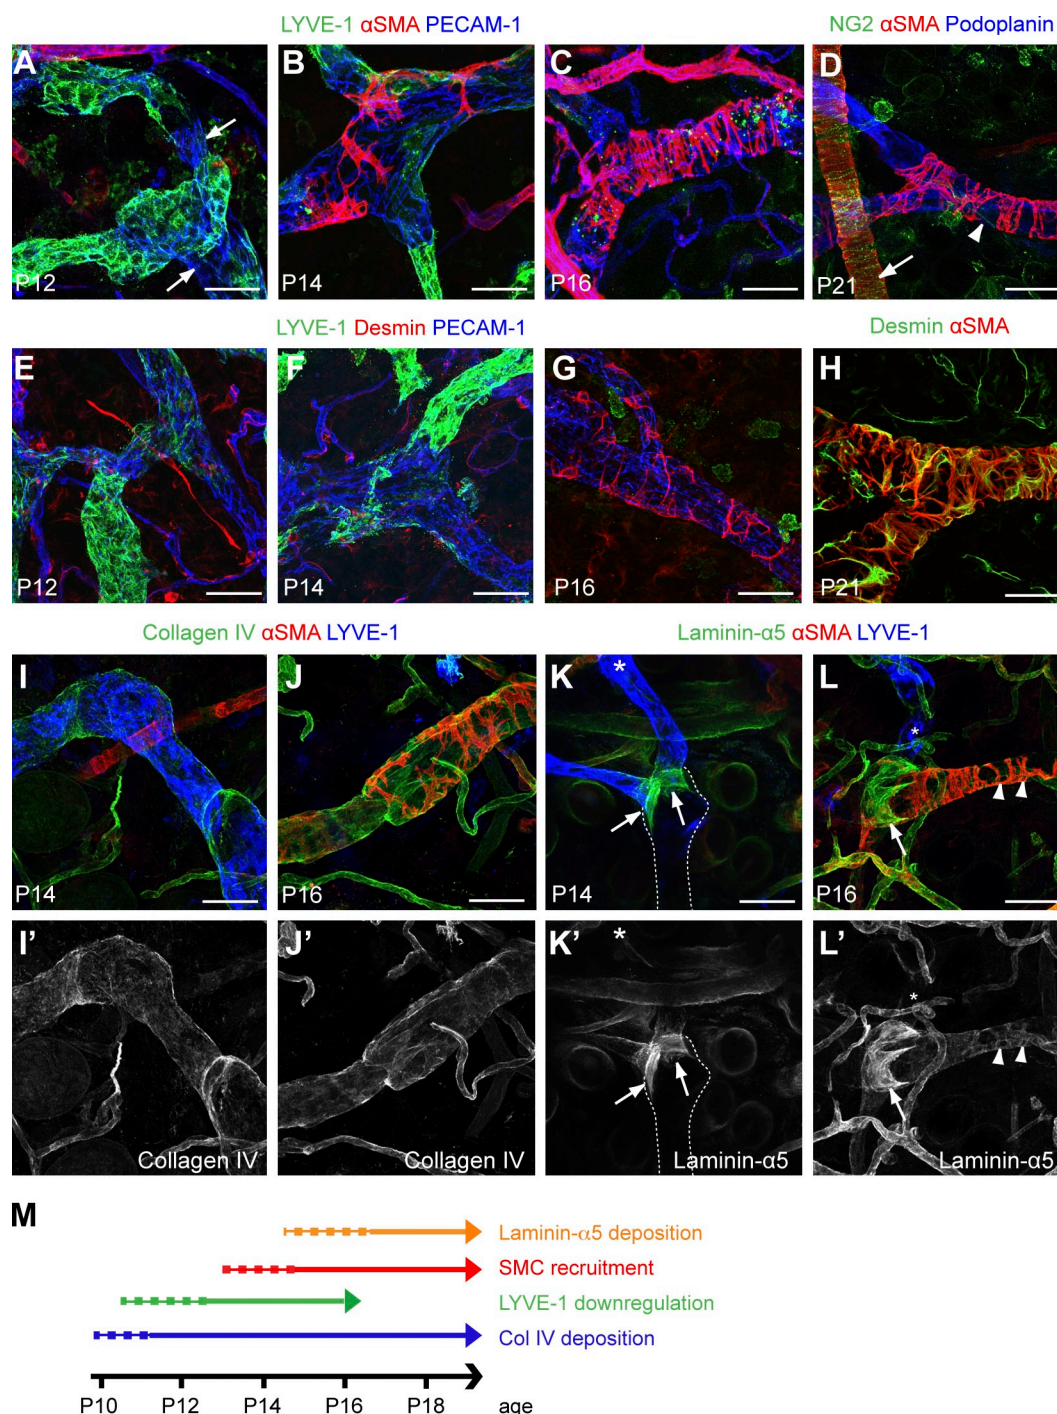 LYVE-1 αSMA PECAM-1
NG2 αSMA Podoplanin
A
B
C
D
P12
P14
P16
P21
LYVE-1 Desmin PECAM-1
Desmin αSMA
E
F
G
H
P12
P14
P16
P21
Collagen IV αSMA LYVE-1
Laminin-α5 αSMA LYVE-1
I
J
K
*
L
*
P14
P16
P14
P16
I’
J’
K’
*
L’
*
Collagen IV
Collagen IV
Laminin-α5
Laminin-α5
M
Laminin-α5 deposition
SMC recruitment
LYVE-1 downregulation
Col IV deposition
P10 P12 P14 P16 P18 age